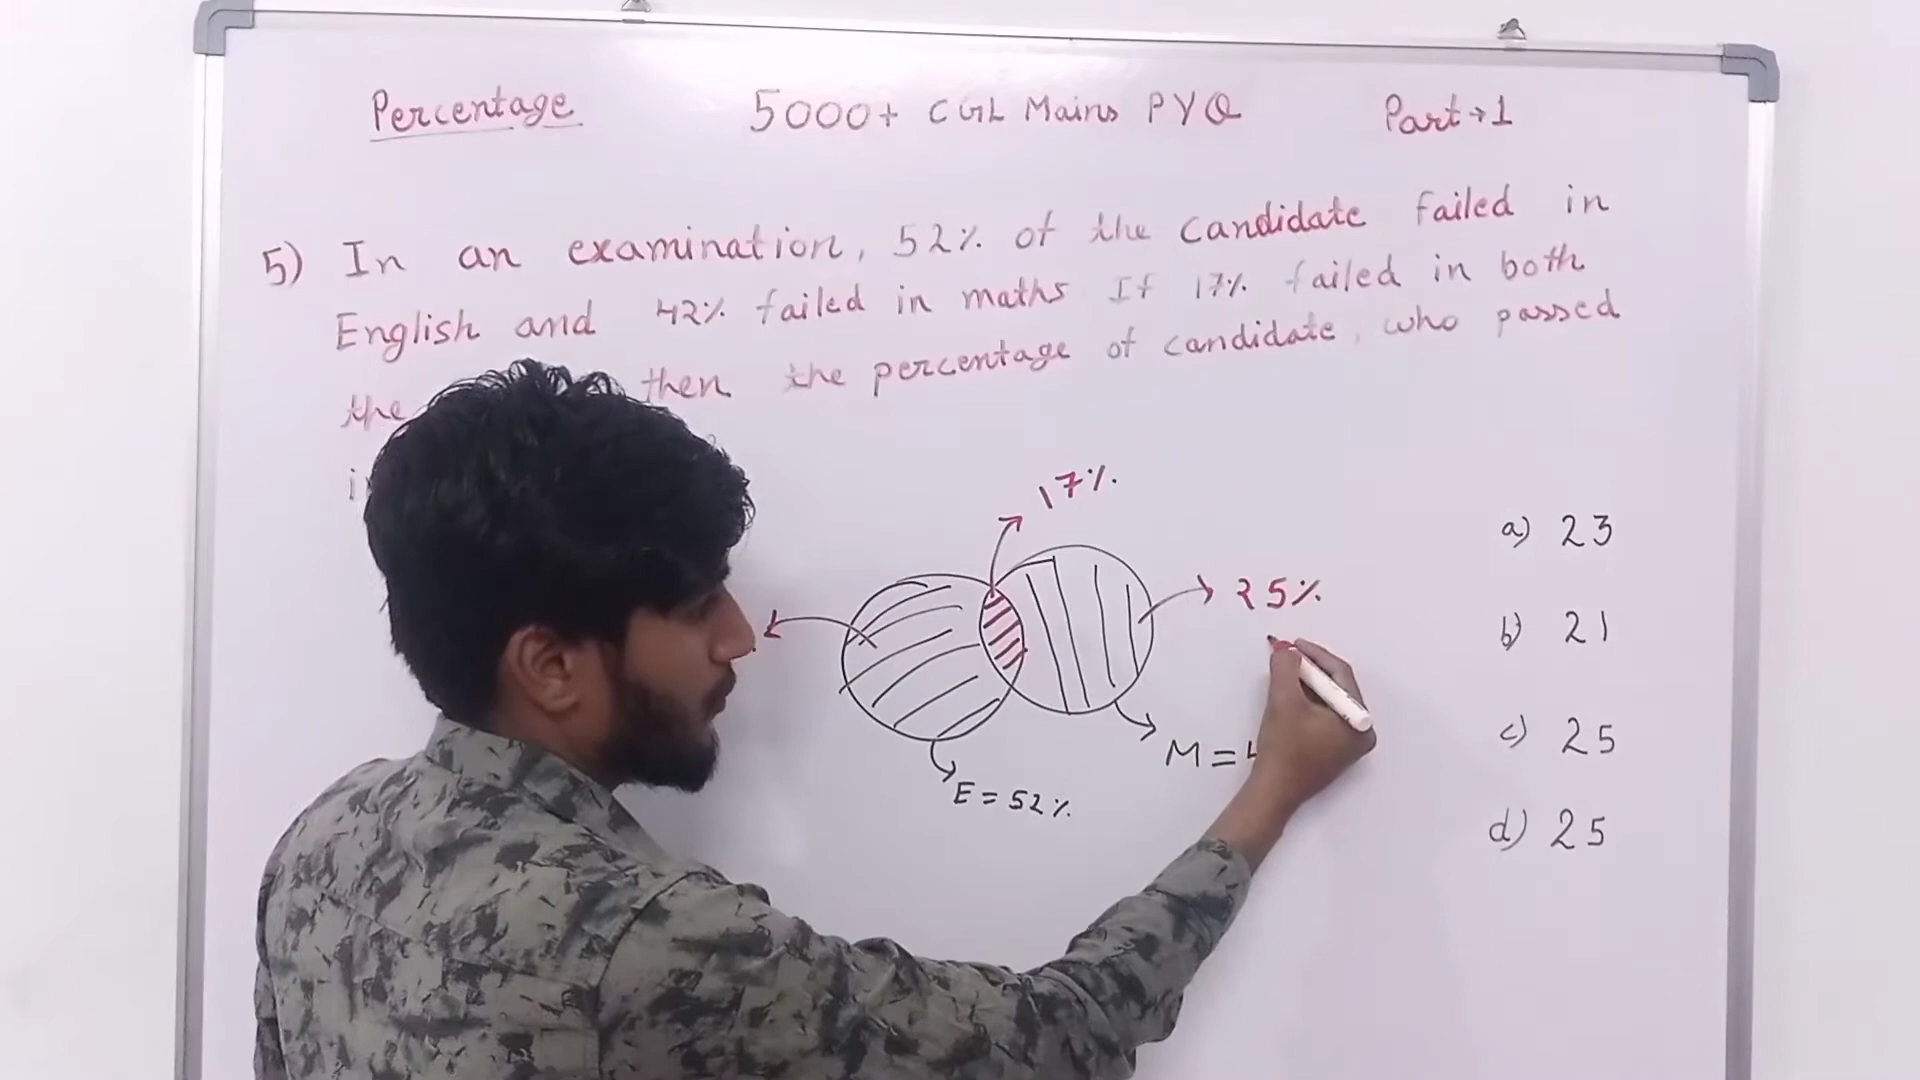 Percentage 5000+ CGL Mains PYQ Part→1
5) In an examination, 52% of the candidate failed in
English and 42% failed in maths. If 17% failed in both
the then the percentage of candidate, who passed
17%
25%
E = 52%
M =
a) 23
b) 21
c) 25
d) 25